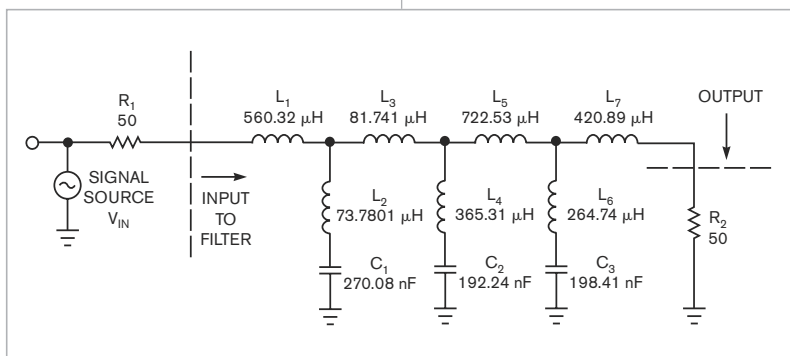 R1
50
L1
560.32 µH
L3
81.741 µH
L5
722.53 µH
L7
420.89 µH
OUTPUT
SIGNAL
SOURCE
VIN
INPUT
TO
FILTER
L2
73.7801 µH
L4
365.31 µH
L6
264.74 µH
R2
50
C1
270.08 nF
C2
192.24 nF
C3
198.41 nF